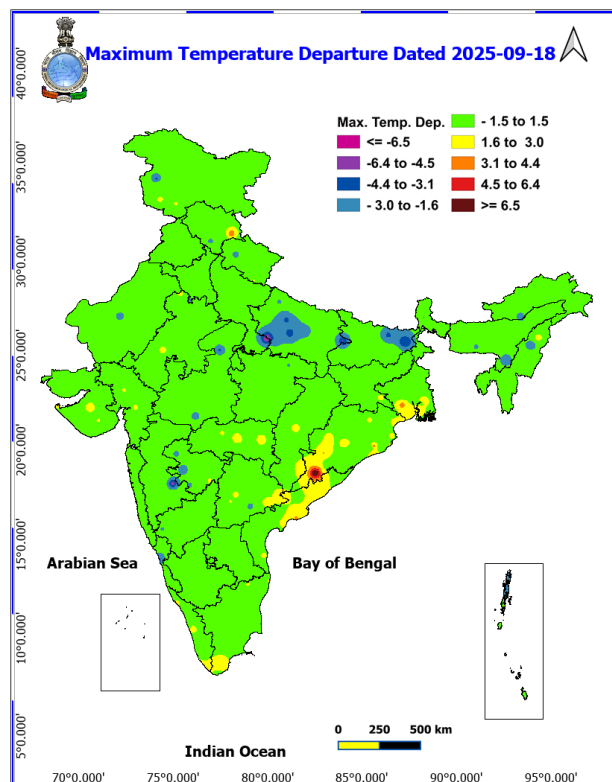 Maximum Temperature Departure Dated 2025-09-18
Max. Temp. Dep.
<= -6.5
-6.4 to -4.5
-4.4 to -3.1
- 3.0 to -1.6
- 1.5 to 1.5
1.6 to 3.0
3.1 to 4.4
4.5 to 6.4
>= 6.5
40°0.000'
35°0.000'
30°0.000'
25°0.000'
20°0.000'
15°0.000'
10°0.000'
5°0.000'
Arabian Sea
Bay of Bengal
Indian Ocean
0 250 500 km
70°0.000' 75°0.000' 80°0.000' 85°0.000' 90°0.000' 95°0.000'